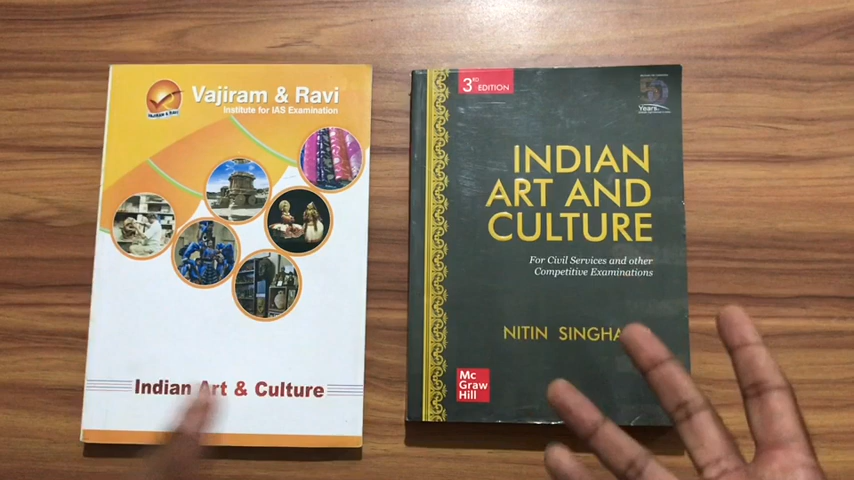 Vajiram & Ravi
Institute for IAS Examination
Indian Art & Culture
3RD EDITION
Years
INDIAN
ART AND
CULTURE
For Civil Services and other
Competitive Examinations
NITIN
Mc
Graw
Hill